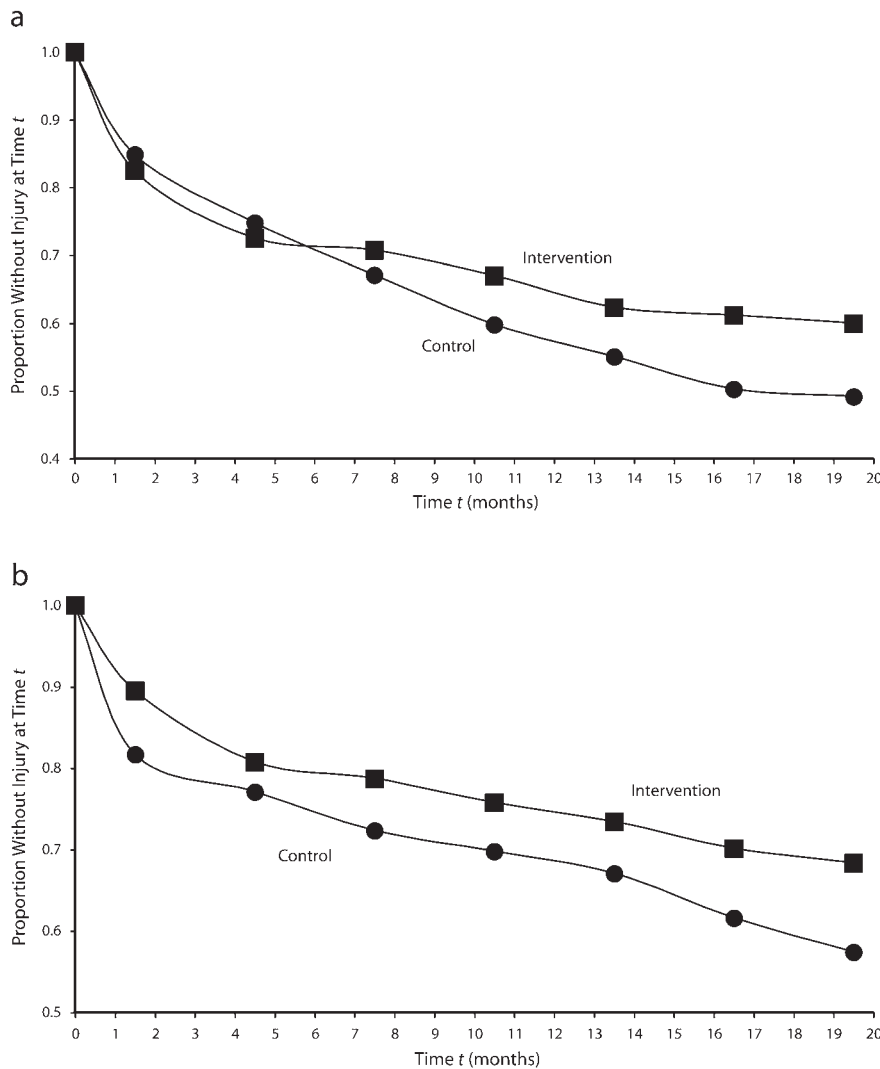 a
1.0
0.9
0.8
0.7
0.6
0.5
0.4
Proportion Without Injury at Time t
Intervention
Control
0 1 2 3 4 5 6 7 8 9 10 11 12 13 14 15 16 17 18 19 20
Time t (months)
b
1.0
0.9
0.8
0.7
0.6
0.5
Proportion Without Injury at Time t
Intervention
Control
0 1 2 3 4 5 6 7 8 9 10 11 12 13 14 15 16 17 18 19 20
Time t (months)